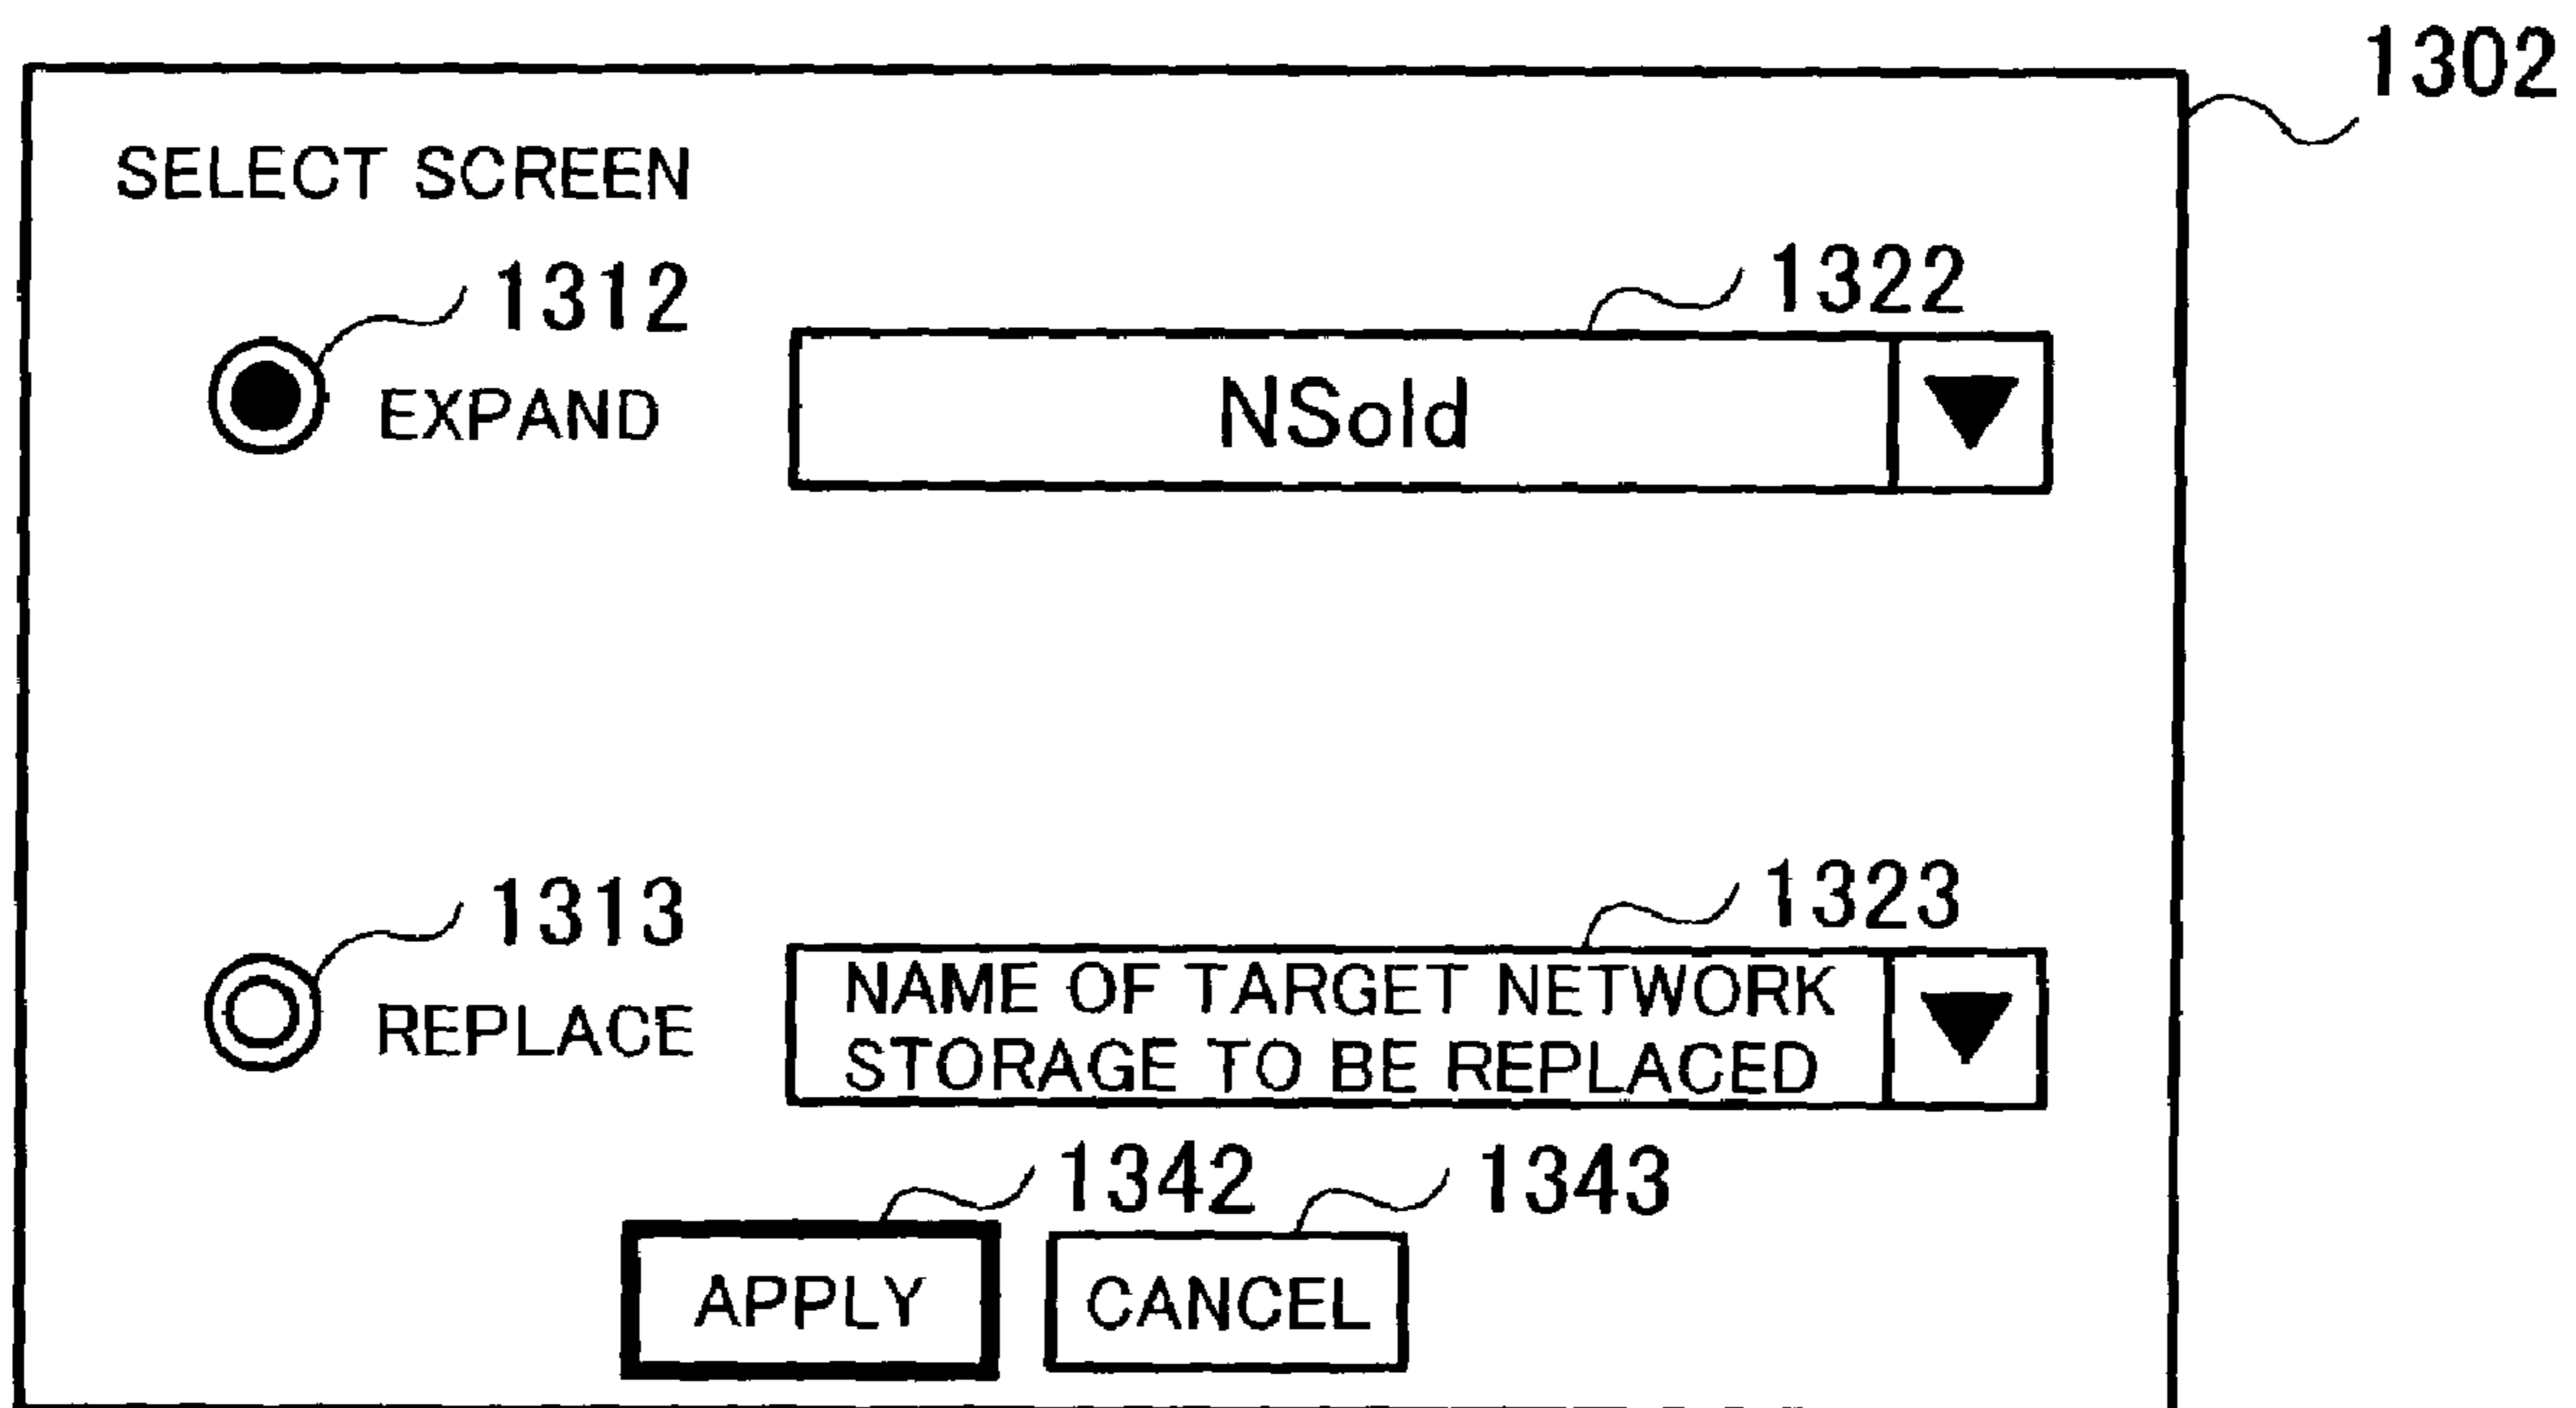 1302
SELECT SCREEN
1312
1322
EXPAND
NSold
1313
1323
REPLACE
NAME OF TARGET NETWORK
STORAGE TO BE REPLACED
1342
1343
APPLY
CANCEL